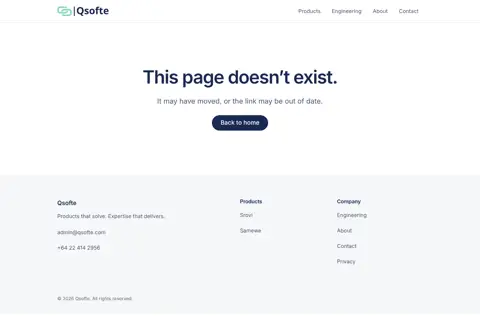 Qsofte
Products
Engineering
About
Contact
This page doesn't exist.
It may have moved, or the link may be out of date.
Back to home
Qsofte
Products that solve. Expertise that delivers.
admin@qsofte.com
+64 22 414 2956
Products
Srovi
Samewe
Company
Engineering
About
Contact
Privacy
© 2026 Qsofte. All rights reserved.